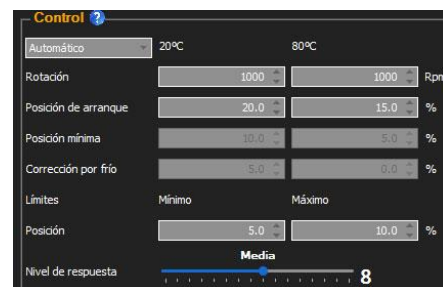 Control ?
Automático 20ºC 80ºC
Rotación 1000 1000 Rpm
Posición de arranque 20.0 15.0 %
Posición mínima 10.0 5.0 %
Corrección por frío 5.0 0.0 %
Límites Mínimo Máximo
Posición 5.0 10.0 %
Media
Nivel de respuesta 8